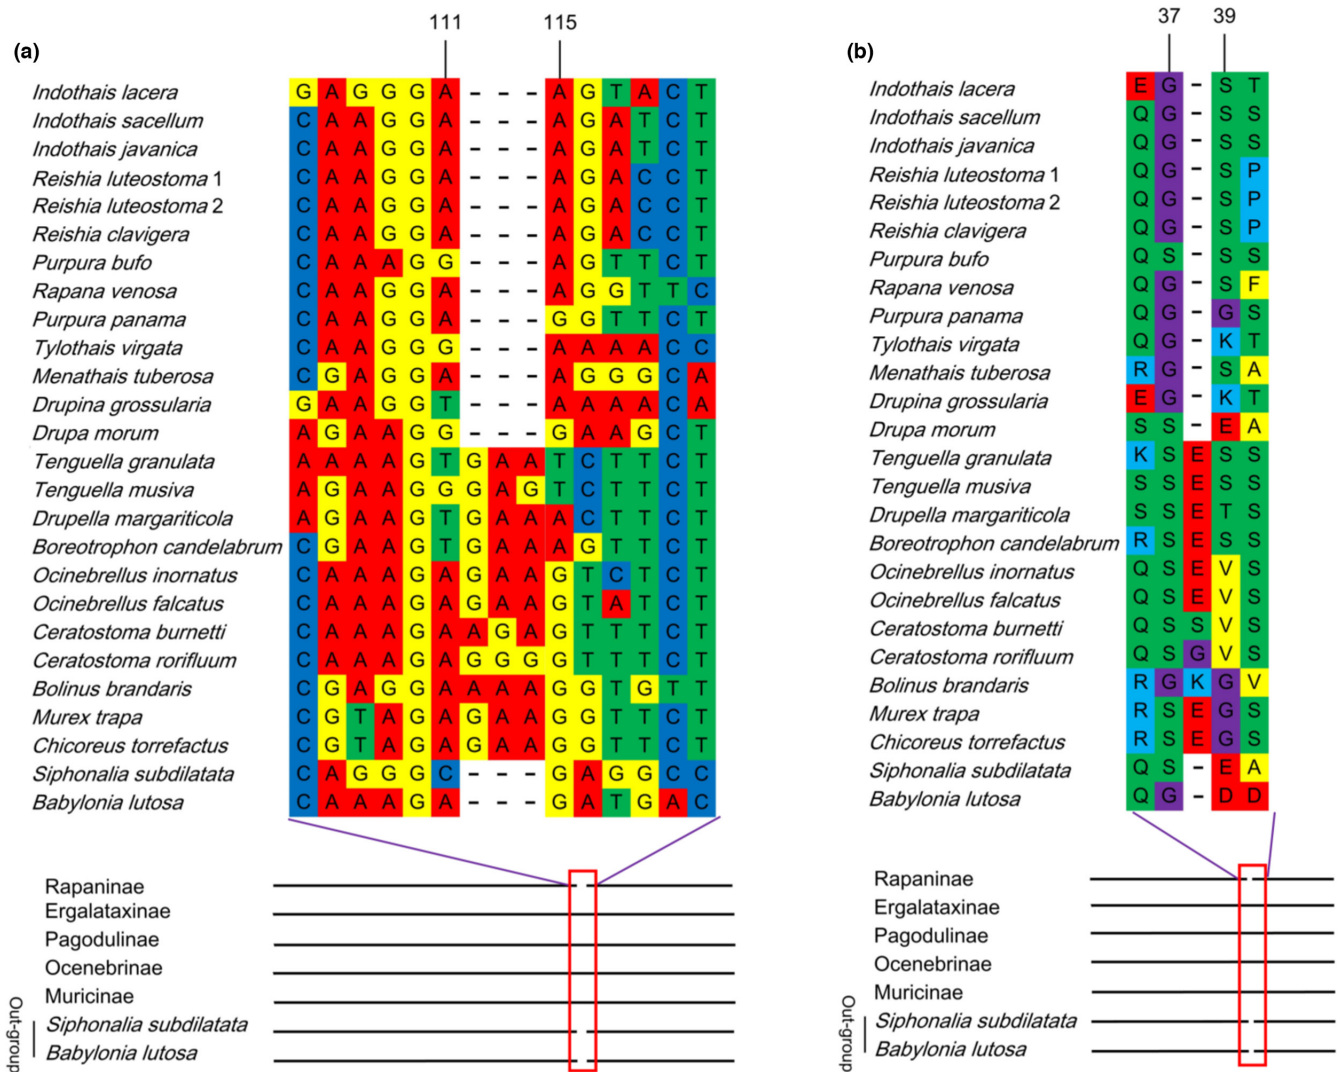 111 115
(a)
Indothais lacera G A G G G A - - - A G T A C T
Indothais sacellum C A A G G A - - - A G A T C T
Indothais javanica C A A G G A - - - A G A T C T
Reishia luteostoma 1 C A A G G A - - - A G A C C T
Reishia luteostoma 2 C A A G G A - - - A G A C C T
Reishia clavigera C A A G G A - - - A G A C C T
Purpura bufo C A A A G G - - - A G T T C T
Rapana venosa C A A G G A - - - A G G T T C
Purpura panama C A A G G A - - - G G T T C T
Tylothais virgata C A A G G G - - - A A A A C C
Menathais tuberosa C G A G G A - - - A G G G C A
Drupina grossularia G A A G G T - - - A A A A C A
Drupa morum A G A A G G - - - G A A G C T
Tenguella granulata A A A A G T G A A T C T T C T
Tenguella musiva A G A A G G G A G T C T T C T
Drupella margariticola A G A A G T G A A A C T T C T
Boreotrophon candelabrum C G A A G T G A A A G T T C T
Ocinebrellus inornatus C A A A G A G A A G T C T C T
Ocinebrellus falcatus C A A A G A G A A G T A T C T
Ceratostoma burnetti C A A A G A A G A G T T T C T
Ceratostoma rorifluum C A A A G A G G G G T T T C T
Bolinus brandaris C G A G G A A A A G G T G T T
Murex trapa C G T A G A G A A G G T T C T
Chicoreus torrefactus C G T A G A G A A G G T T C T
Siphonalia subdilatata C A G G G C - - - G A G G C C
Babylonia lutosa C A A A G A - - - G A T G A C
Rapaninae
Ergalataxinae
Pagodulinae
Ocenebrinae
Muricinae
Siphonalia subdilatata
Babylonia lutosa
Out-group
37 39
(b)
Indothais lacera E G - S T
Indothais sacellum Q G - S S
Indothais javanica Q G - S S
Reishia luteostoma 1 Q G - S P
Reishia luteostoma 2 Q G - S P
Reishia clavigera Q G - S P
Purpura bufo Q S - S S
Rapana venosa Q G - S F
Purpura panama Q G - G S
Tylothais virgata Q G - K T
Menathais tuberosa R G - S A
Drupina grossularia E G - K T
Drupa morum S S - E A
Tenguella granulata K S E S S
Tenguella musiva S S E S S
Drupella margariticola S S E T S
Boreotrophon candelabrum R S E S S
Ocinebrellus inornatus Q S E V S
Ocinebrellus falcatus Q S E V S
Ceratostoma burnetti Q S S V S
Ceratostoma rorifluum Q S G V S
Bolinus brandaris R G K G V
Murex trapa R S E G S
Chicoreus torrefactus R S E G S
Siphonalia subdilatata Q S - E A
Babylonia lutosa Q G - D D
Rapaninae
Ergalataxinae
Pagodulinae
Ocenebrinae
Muricinae
Siphonalia subdilatata
Babylonia lutosa
Out-group